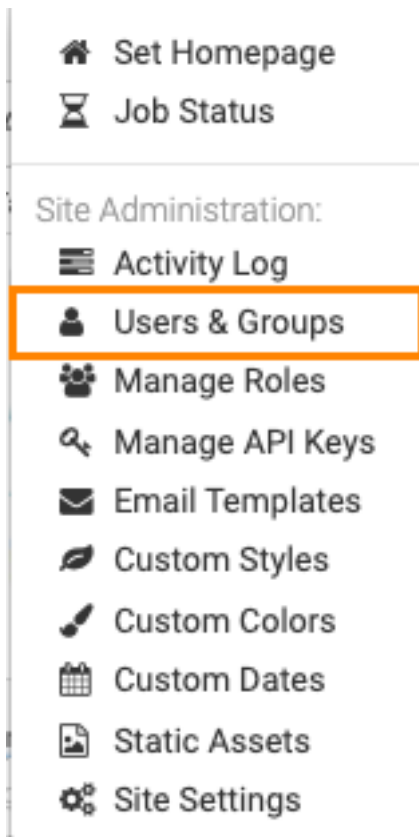 Set Homepage
Job Status
Site Administration:
Activity Log
Users & Groups
Manage Roles
Manage API Keys
Email Templates
Custom Styles
Custom Colors
Custom Dates
Static Assets
Site Settings